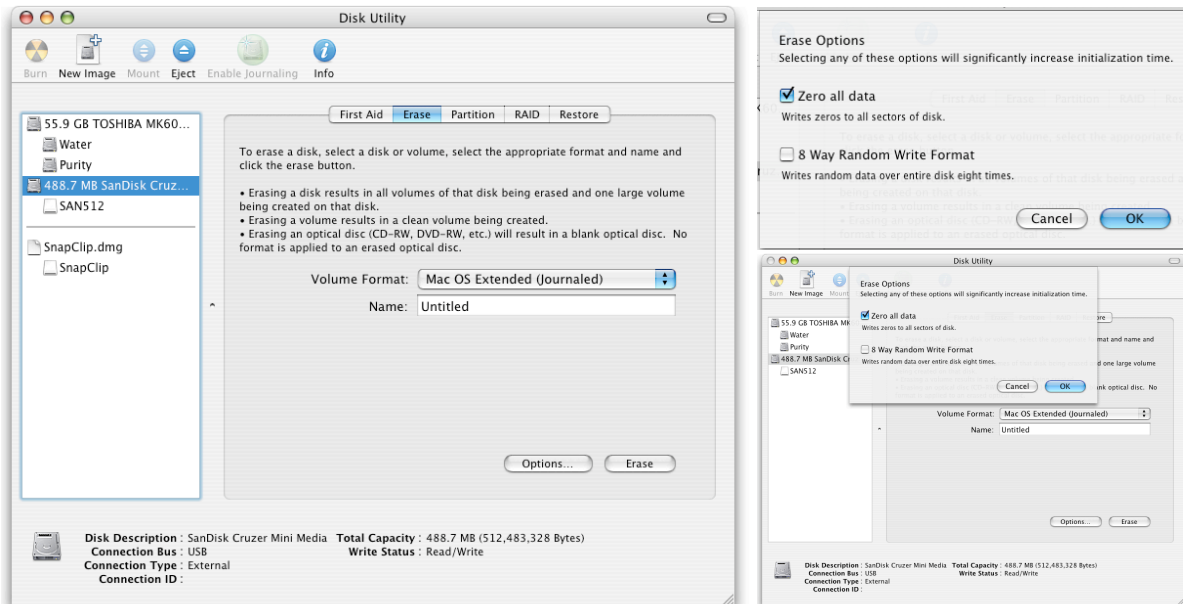 Disk Utility
Burn New Image Mount Eject Enable Journaling Info
55.9 GB TOSHIBA MK60...
Water
Purity
488.7 MB SanDisk Cruz...
SAN512
SnapClip.dmg
SnapClip
First Aid Erase Partition RAID Restore
To erase a disk, select a disk or volume, select the appropriate format and name and
click the erase button.
• Erasing a disk results in all volumes of that disk being erased and one large volume
being created on that disk.
• Erasing a volume results in a clean volume being created.
• Erasing an optical disc (CD-RW, DVD-RW, etc.) will result in a blank optical disc. No
format is applied to an erased optical disc.
Volume Format: Mac OS Extended (Journaled)
Name: Untitled
Options... Erase
Disk Description : SanDisk Cruzer Mini Media Total Capacity : 488.7 MB (512,483,328 Bytes)
Connection Bus : USB Write Status : Read/Write
Connection Type : External
Connection ID :
Erase Options
Selecting any of these options will significantly increase initialization time.
Zero all data
Writes zeros to all sectors of disk.
8 Way Random Write Format
Writes random data over entire disk eight times.
Cancel OK
Disk Utility
Burn New Image Mount
55.9 GB TOSHIBA MK
Water
Purity
488.7 MB SanDisk Cr
SAN512
Erase Options
Selecting any of these options will significantly increase initialization time.
Zero all data
Writes zeros to all sectors of disk.
8 Way Random Write Format
Writes random data over entire disk eight times.
Cancel OK
ore
mat and name and
d one large volume
ank optical disc. No
Volume Format: Mac OS Extended (Journaled)
Name: Untitled
Options... Erase
Disk Description : SanDisk Cruzer Mini Media Total Capacity : 488.7 MB (512,483,328 Bytes)
Connection Bus : USB Write Status : Read/Write
Connection Type : External
Connection ID :